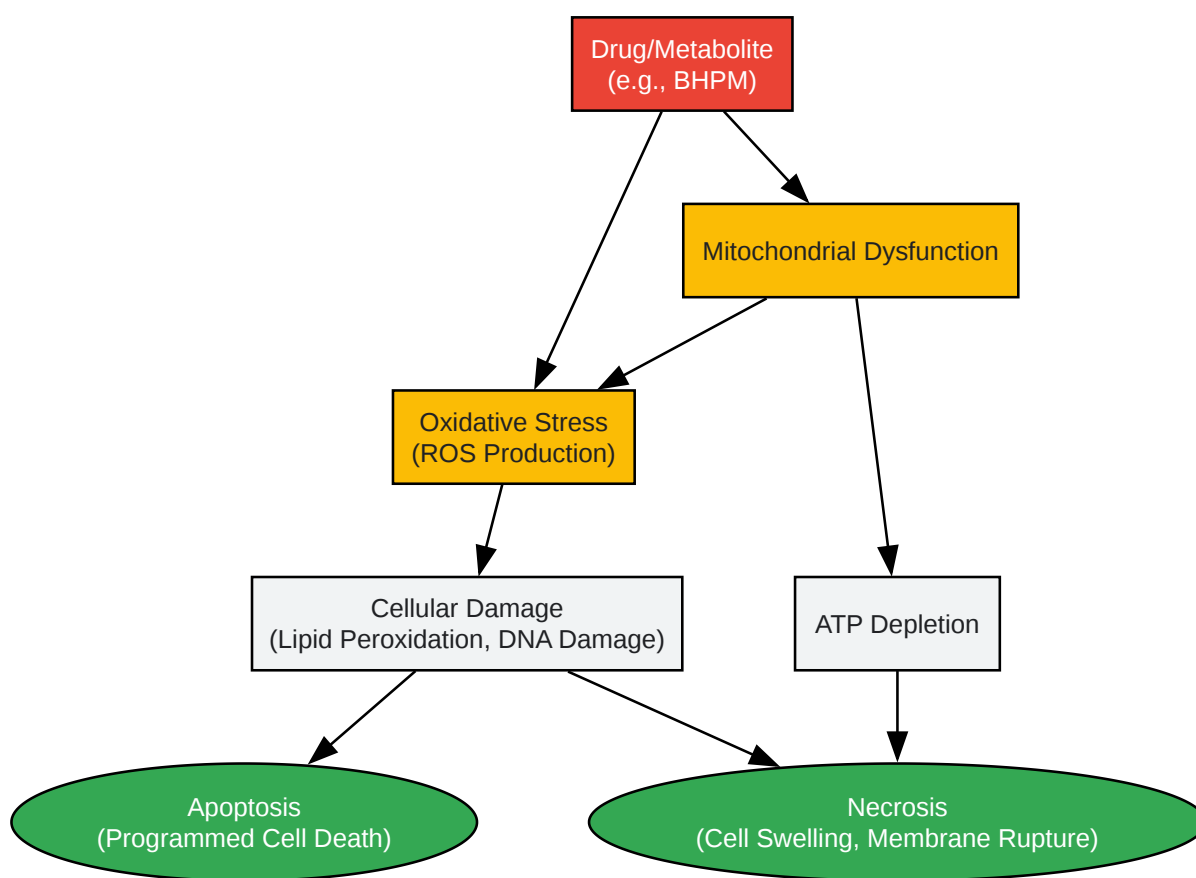 Drug/Metabolite
(e.g., BHPM)
Mitochondrial Dysfunction
Oxidative Stress
(ROS Production)
Cellular Damage
(Lipid Peroxidation, DNA Damage)
ATP Depletion
Apoptosis
(Programmed Cell Death)
Necrosis
(Cell Swelling, Membrane Rupture)